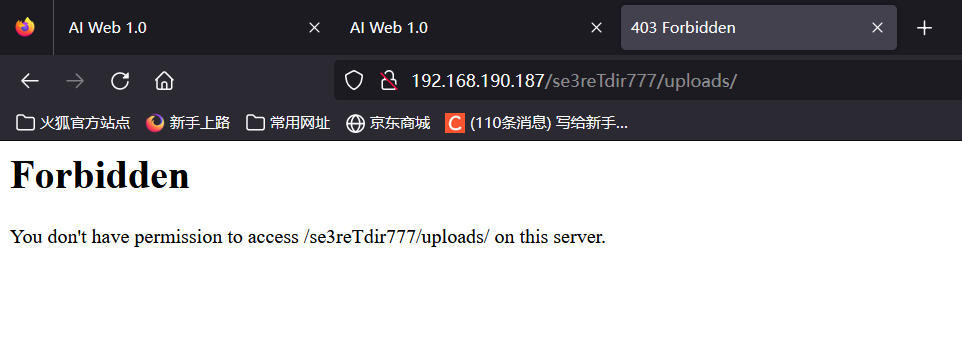 AI Web 1.0
AI Web 1.0
403 Forbidden
192.168.190.187/se3reTdir777/uploads/
火狐官方站点 新手上路 常用网址 京东商城 C (110条消息) 写给新手...
Forbidden
You don't have permission to access /se3reTdir777/uploads/ on this server.